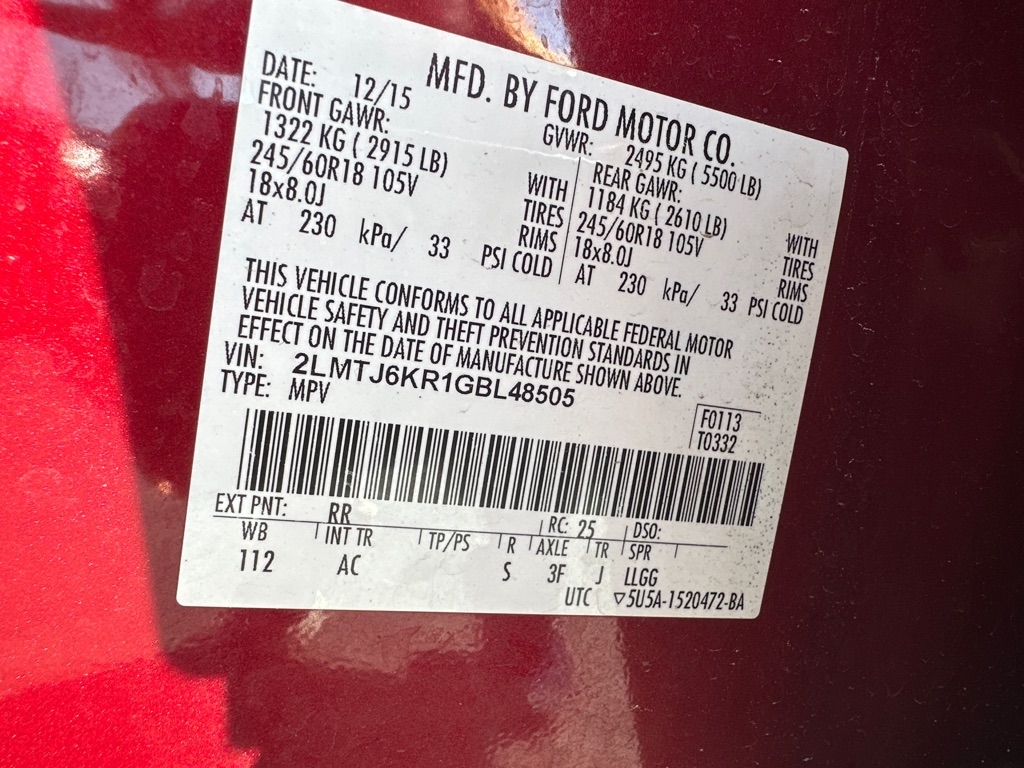 MFD. BY FORD MOTOR CO.
DATE: 12/15
GVWR: 2495 KG ( 5500 LB)
FRONT GAWR:
1322 KG ( 2915 LB) WITH
245/60R18 105V TIRES
18x8.0J RIMS
AT 230 kPa/ 33 PSI COLD
REAR GAWR:
1184 KG ( 2610 LB) WITH
245/60R18 105V TIRES
18x8.0J RIMS
AT 230 kPa/ 33 PSI COLD
THIS VEHICLE CONFORMS TO ALL APPLICABLE FEDERAL MOTOR
VEHICLE SAFETY AND THEFT PREVENTION STANDARDS IN
EFFECT ON THE DATE OF MANUFACTURE SHOWN ABOVE.
VIN: 2LMTJ6KR1GBL48505
TYPE: MPV
F0113
T0332
EXT PNT: RR RC: 25 DSO:
WB INT TR TP/PS R AXLE TR SPR
112 AC S 3F J LLGG
UTC ▽5U5A-1520472-BA